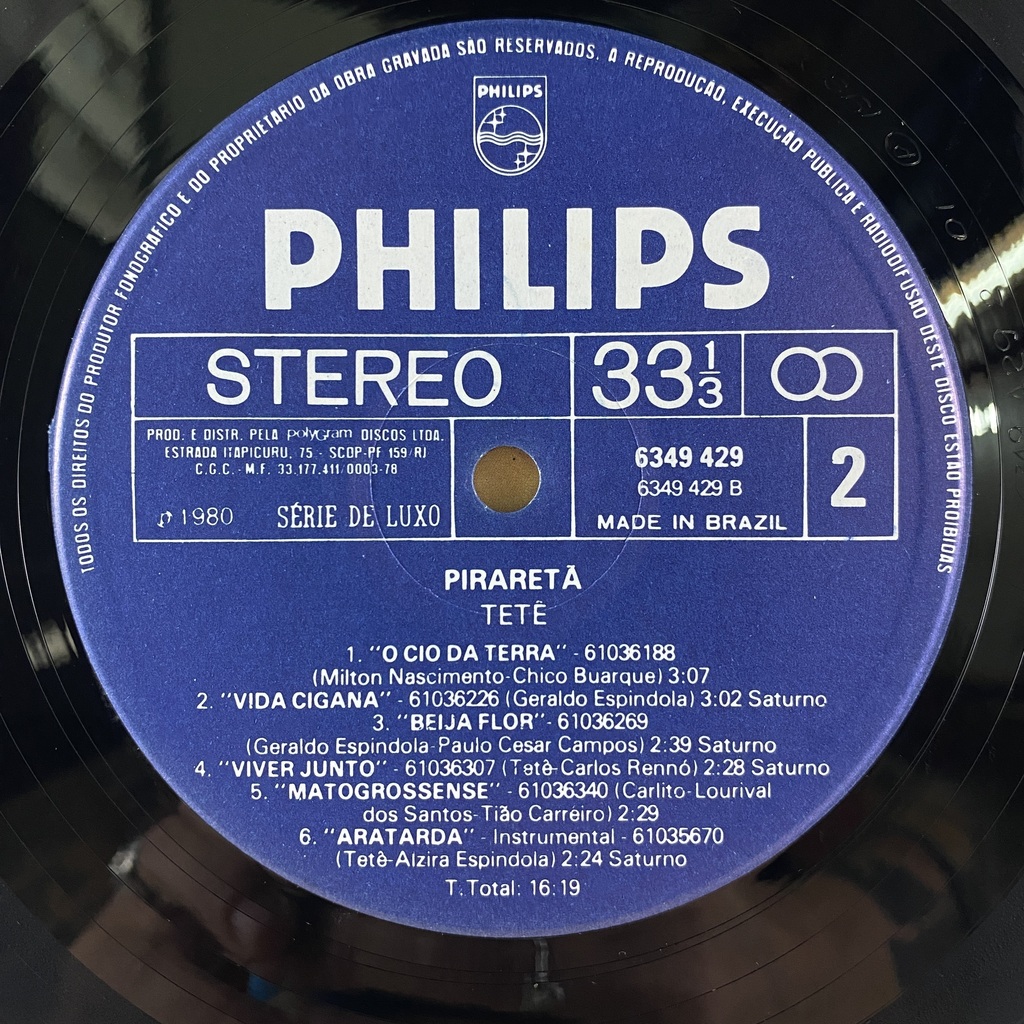 TODOS OS DIREITOS DO PRODUTOR FONOGRAFICO E DO PROPRIETARIO DA OBRA GRAVADA SÃO RESERVADOS. A REPRODUÇÃO, EXECUÇÃO PUBLICA E RADIODIFUSÃO DESTE DISCO ESTÃO PROIBIDAS
PHILIPS
PHILIPS
STEREO
33 1/3
PROD. E DISTR. PELA polyGram DISCOS LTDA.
ESTRADA ITAPICURU, 75 - SCDP-PF 159/RJ
C.G.C. - M.F. 33.177.411/0003-78
℗ 1980 SÉRIE DE LUXO
6349 429
6349 429 B
MADE IN BRAZIL
2
PIRARETÃ
TETÊ
1. "O CIO DA TERRA" - 61036188
(Milton Nascimento-Chico Buarque) 3:07
2. "VIDA CIGANA" - 61036226 (Geraldo Espindola) 3:02 Saturno
3. "BEIJA FLOR" - 61036269
(Geraldo Espindola-Paulo Cesar Campos) 2:39 Saturno
4. "VIVER JUNTO" - 61036307 (Tetê-Carlos Rennó) 2:28 Saturno
5. "MATOGROSSENSE" - 61036340 (Carlito-Lourival
dos Santos-Tião Carreiro) 2:29
6. "ARATARDA" - Instrumental - 61035670
(Tetê-Alzira Espindola) 2:24 Saturno
T.Total: 16:19